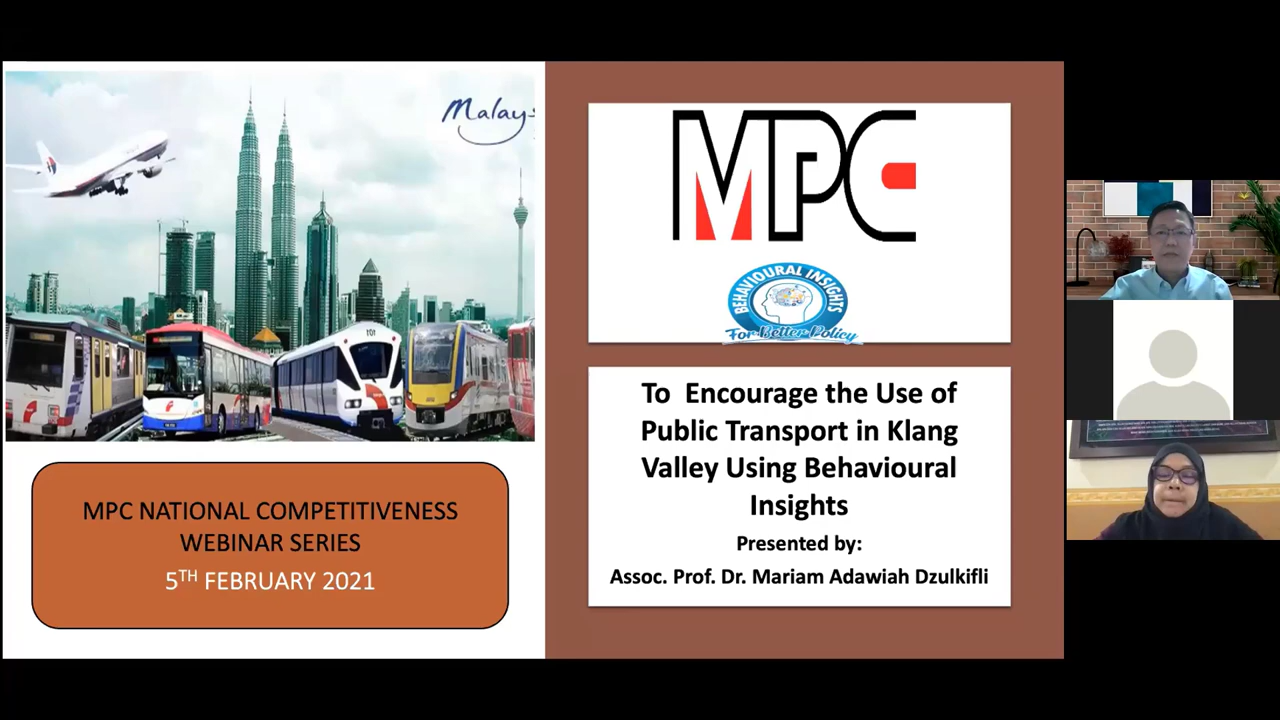 Malays
MPC NATIONAL COMPETITIVENESS
WEBINAR SERIES
5TH FEBRUARY 2021
MPC
BEHAVIOURAL INSIGHTS
For Better Policy
To Encourage the Use of
Public Transport in Klang
Valley Using Behavioural
Insights
Presented by:
Assoc. Prof. Dr. Mariam Adawiah Dzulkifli